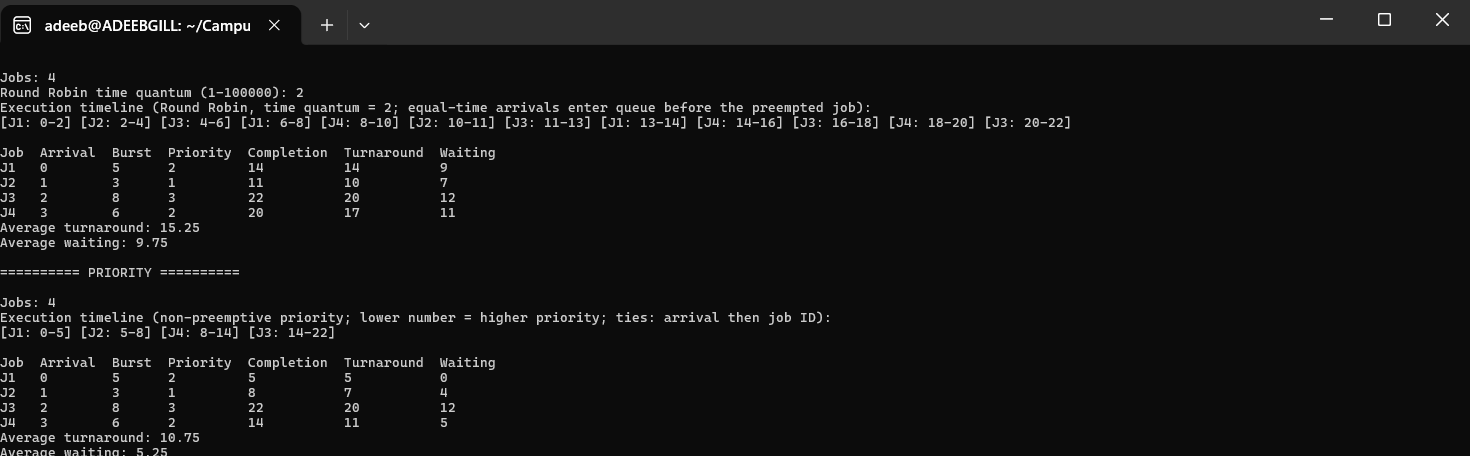 adeeb@ADEEBGILL: ~/Campu
Jobs: 4
Round Robin time quantum (1-100000): 2
Execution timeline (Round Robin, time quantum = 2; equal-time arrivals enter queue before the preempted job):
[J1: 0-2] [J2: 2-4] [J3: 4-6] [J1: 6-8] [J4: 8-10] [J2: 10-11] [J3: 11-13] [J1: 13-14] [J4: 14-16] [J3: 16-18] [J4: 18-20] [J3: 20-22]
Job  Arrival  Burst  Priority  Completion  Turnaround  Waiting
J1   0        5      2         14          14          9
J2   1        3      1         11          10          7
J3   2        8      3         22          20          12
J4   3        6      2         20          17          11
Average turnaround: 15.25
Average waiting: 9.75
========== PRIORITY ==========
Jobs: 4
Execution timeline (non-preemptive priority; lower number = higher priority; ties: arrival then job ID):
[J1: 0-5] [J2: 5-8] [J4: 8-14] [J3: 14-22]
Job  Arrival  Burst  Priority  Completion  Turnaround  Waiting
J1   0        5      2         5           5           0
J2   1        3      1         8           7           4
J3   2        8      3         22          20          12
J4   3        6      2         14          11          5
Average turnaround: 10.75
Average waiting: 5.25